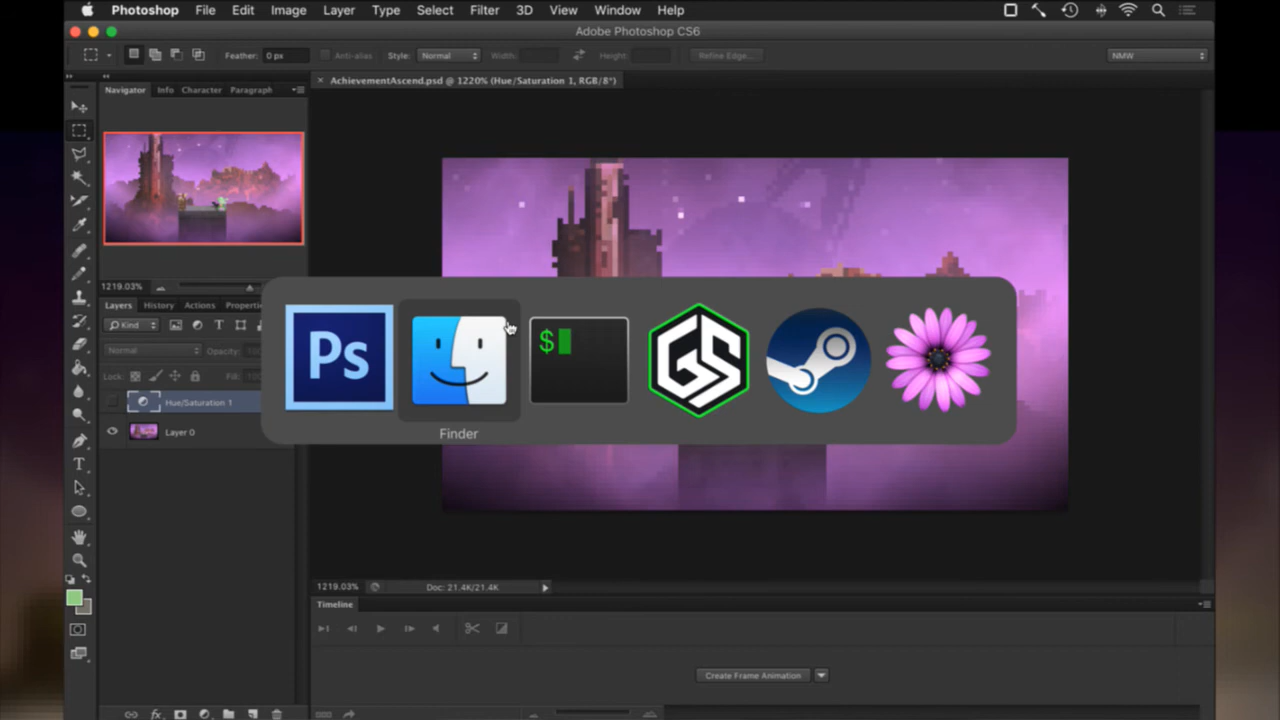 Photoshop File Edit Image Layer Type Select Filter 3D View Window Help
Adobe Photoshop CS6
Feather: 0 px Anti-alias Style: Normal Width: Height: Refine Edge... NMW
× AchievementAscend.psd @ 1220% (Hue/Saturation 1, RGB/8*)
Navigator Info Character Paragraph
1219.03%
Layers History Actions Properti
Kind
Normal Opacity:
Lock: Fill:
Hue/Saturation 1
Layer 0
Ps
$
GS
Finder
T
1219.03% Doc: 21.4K/21.4K
Timeline
Create Frame Animation
fx